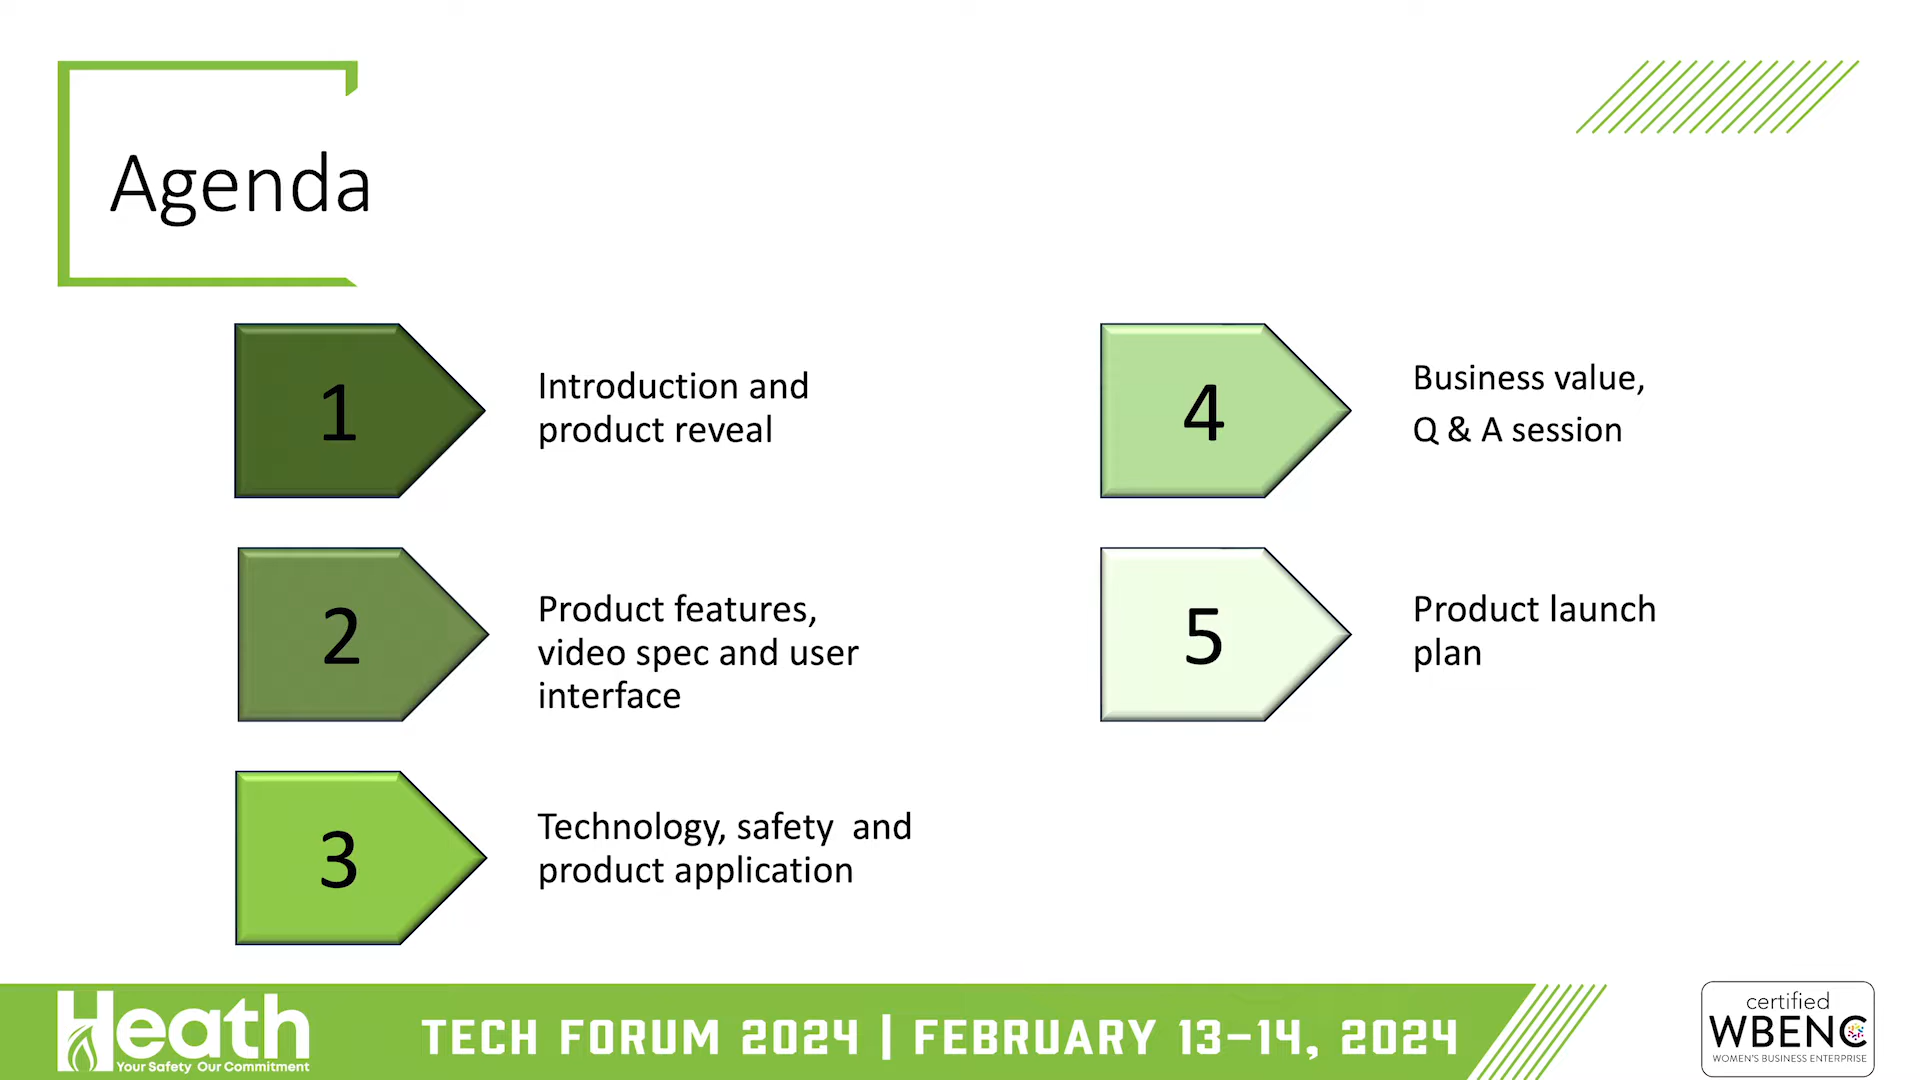 Agenda
1
Introduction and
product reveal
2
Product features,
video spec and user
interface
3
Technology, safety  and
product application
4
Business value,
Q & A session
5
Product launch
plan
Heath
Your Safety Our Commitment
TECH FORUM 2024 | FEBRUARY 13–14, 2024
certified
WBENC
WOMEN'S BUSINESS ENTERPRISE